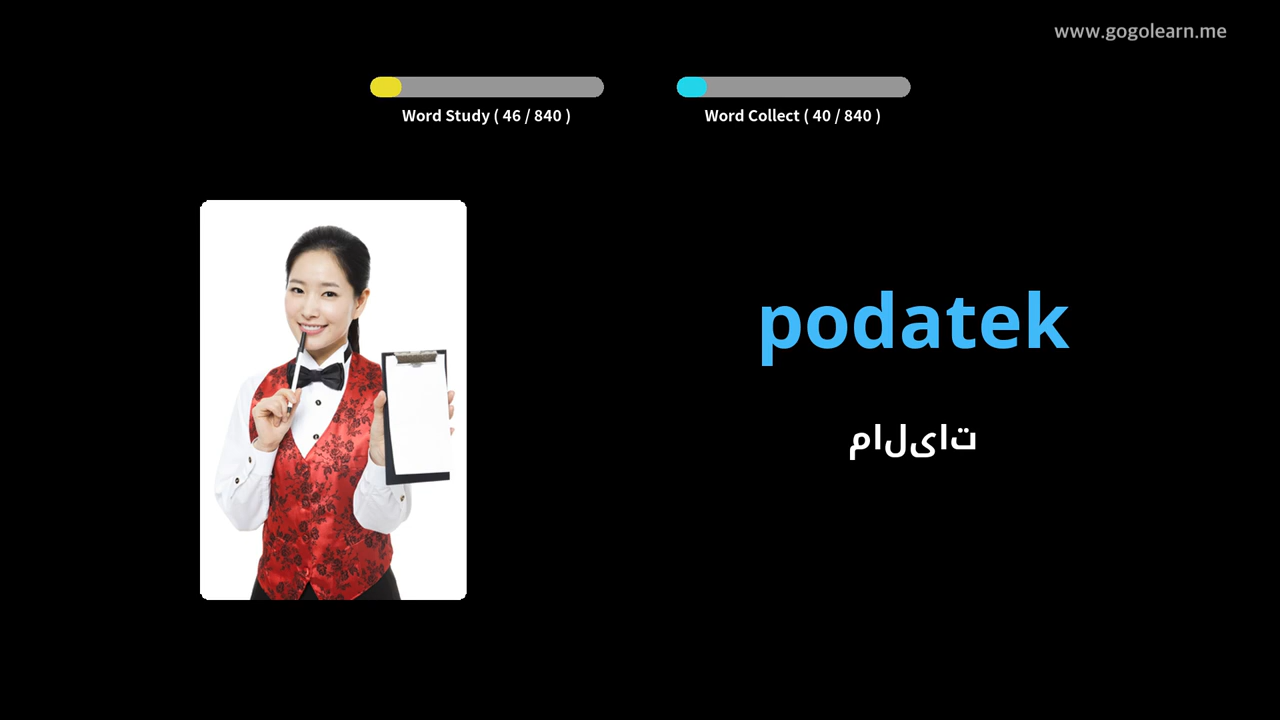 www.gogolearn.me
Word Study ( 46 / 840 )
Word Collect ( 40 / 840 )
podatek
مالیات